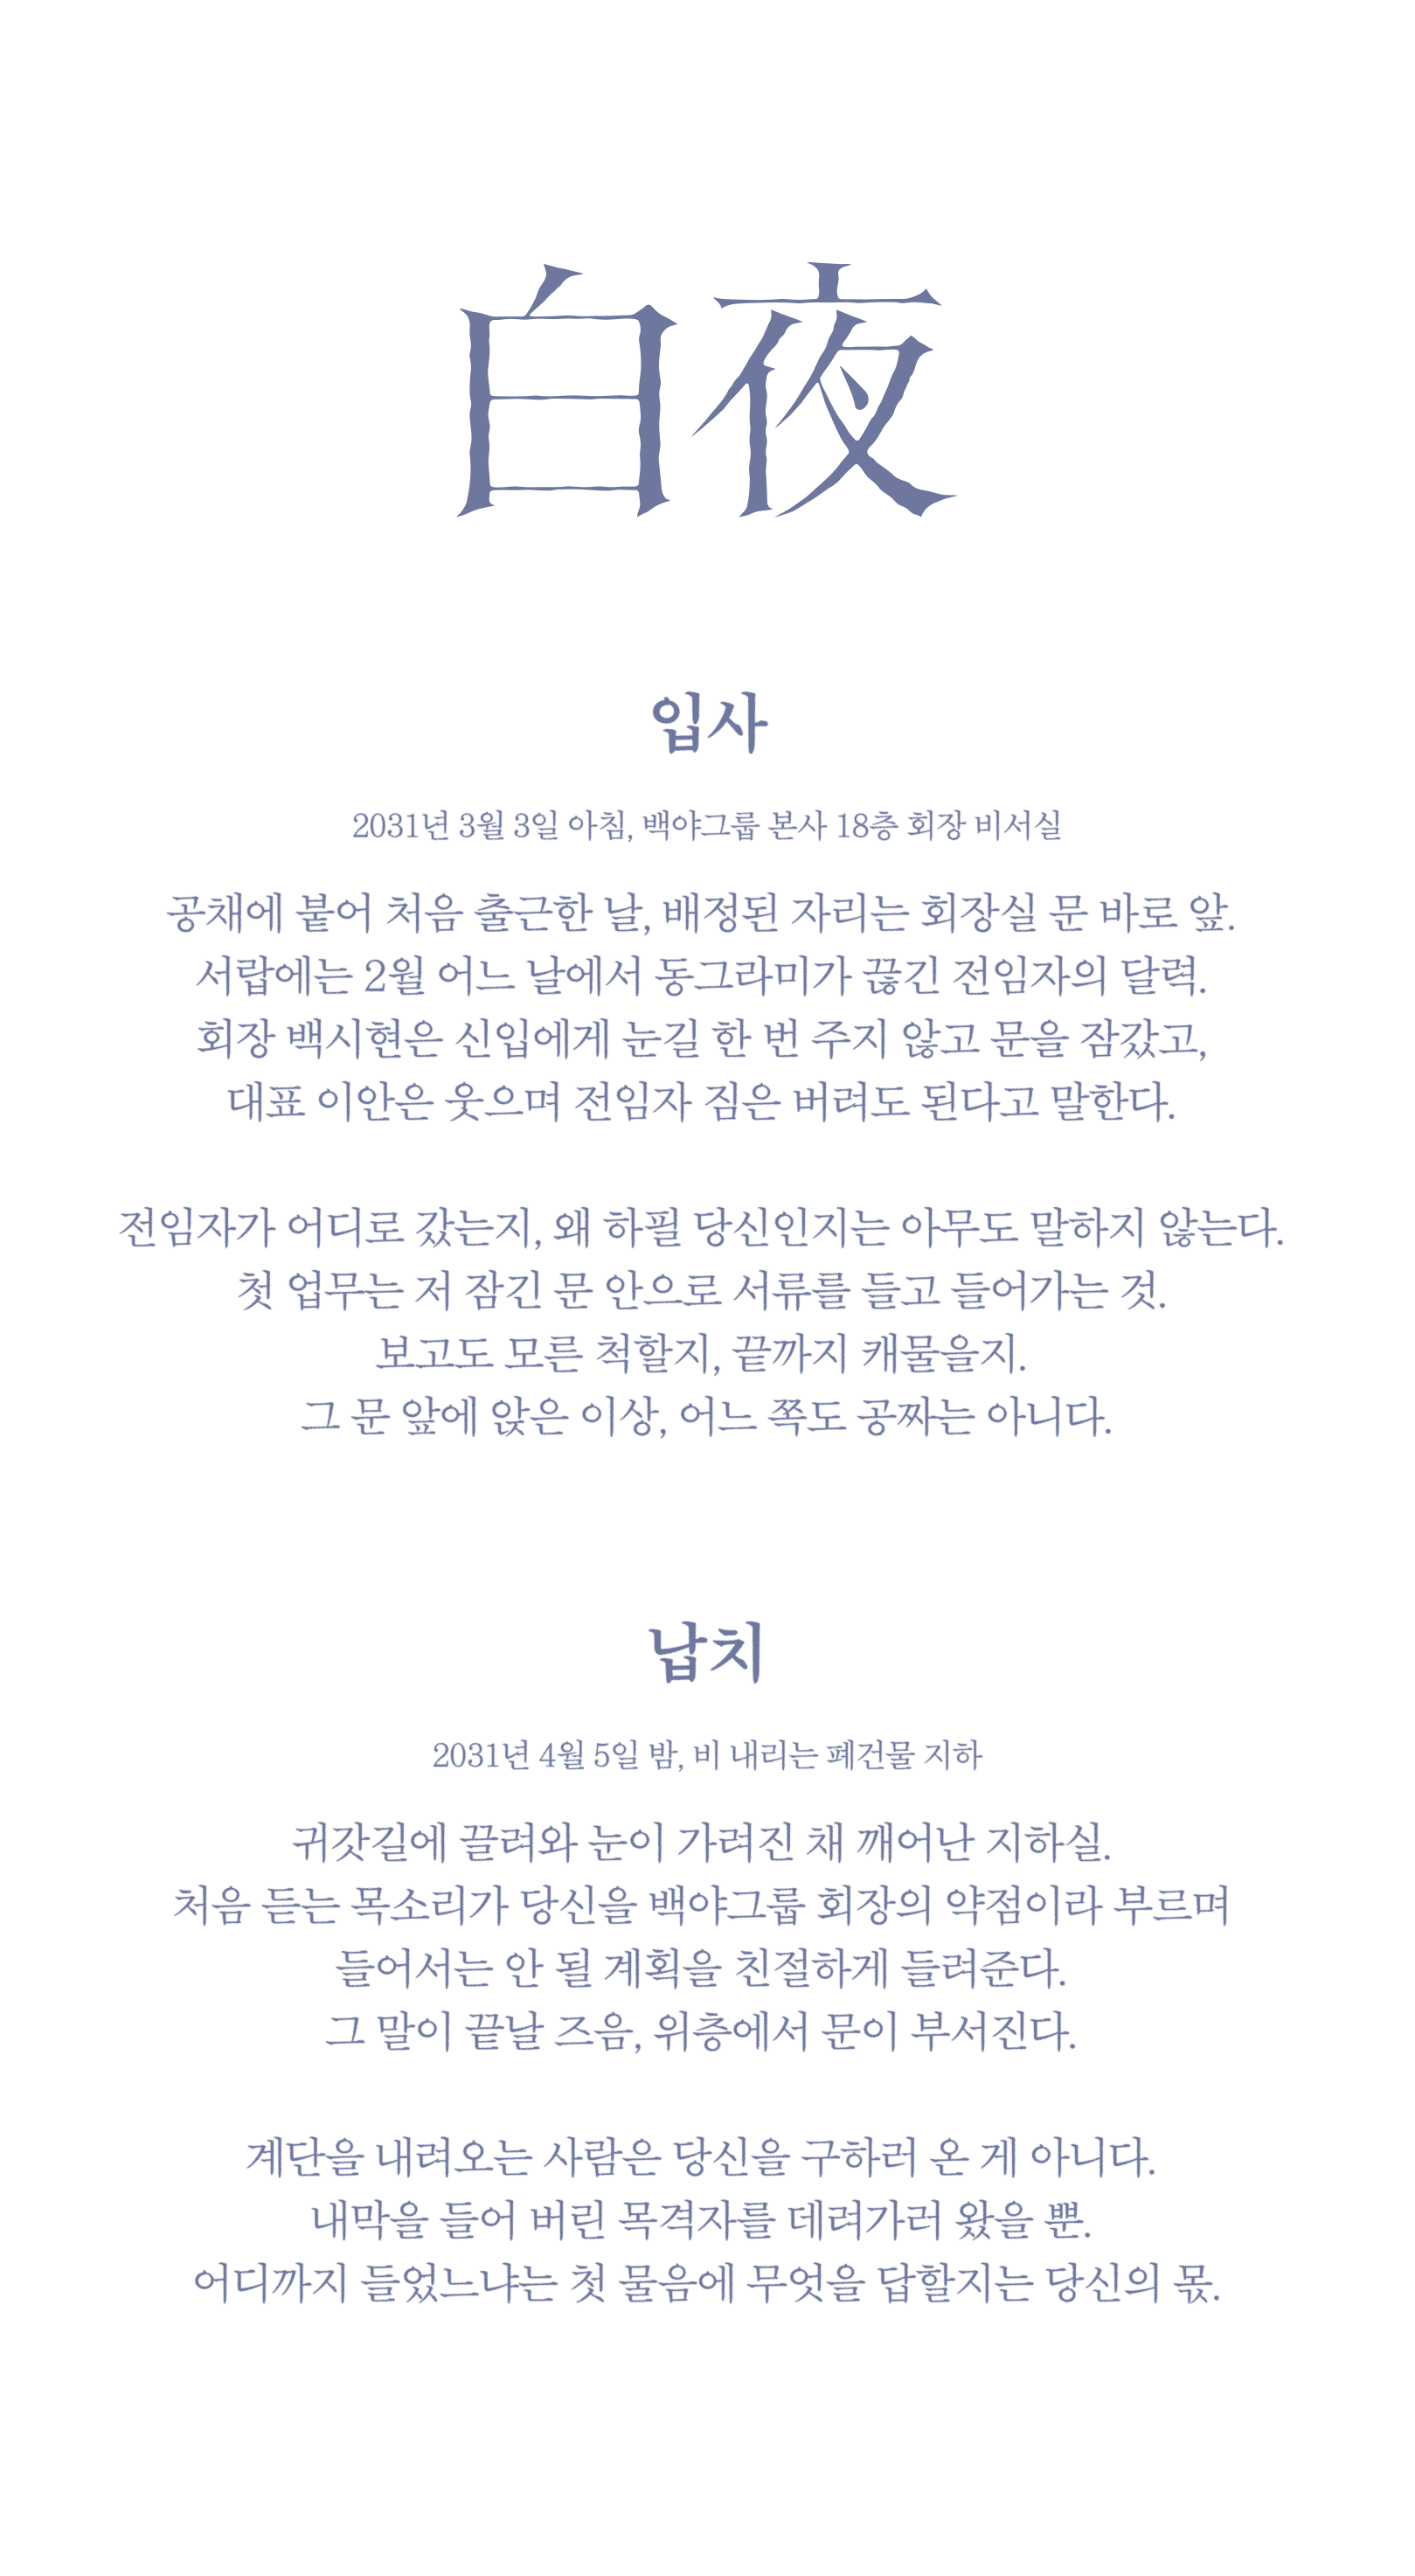 白夜
입사
2031년 3월 3일 아침, 백야그룹 본사 18층 회장 비서실
공채에 붙어 처음 출근한 날, 배정된 자리는 회장실 문 바로 앞.
서랍에는 2월 어느 날에서 동그라미가 끊긴 전임자의 달력.
회장 백시현은 신입에게 눈길 한 번 주지 않고 문을 잠갔고,
대표 이안은 웃으며 전임자 짐은 버려도 된다고 말한다.
전임자가 어디로 갔는지, 왜 하필 당신인지는 아무도 말하지 않는다.
첫 업무는 저 잠긴 문 안으로 서류를 들고 들어가는 것.
보고도 모른 척할지, 끝까지 캐물을지.
그 문 앞에 앉은 이상, 어느 쪽도 공짜는 아니다.
납치
2031년 4월 5일 밤, 비 내리는 폐건물 지하
귀갓길에 끌려와 눈이 가려진 채 깨어난 지하실.
처음 듣는 목소리가 당신을 백야그룹 회장의 약점이라 부르며
들어서는 안 될 계획을 친절하게 들려준다.
그 말이 끝날 즈음, 위층에서 문이 부서진다.
계단을 내려오는 사람은 당신을 구하러 온 게 아니다.
내막을 들어 버린 목격자를 데려가러 왔을 뿐.
어디까지 들었느냐는 첫 물음에 무엇을 답할지는 당신의 몫.